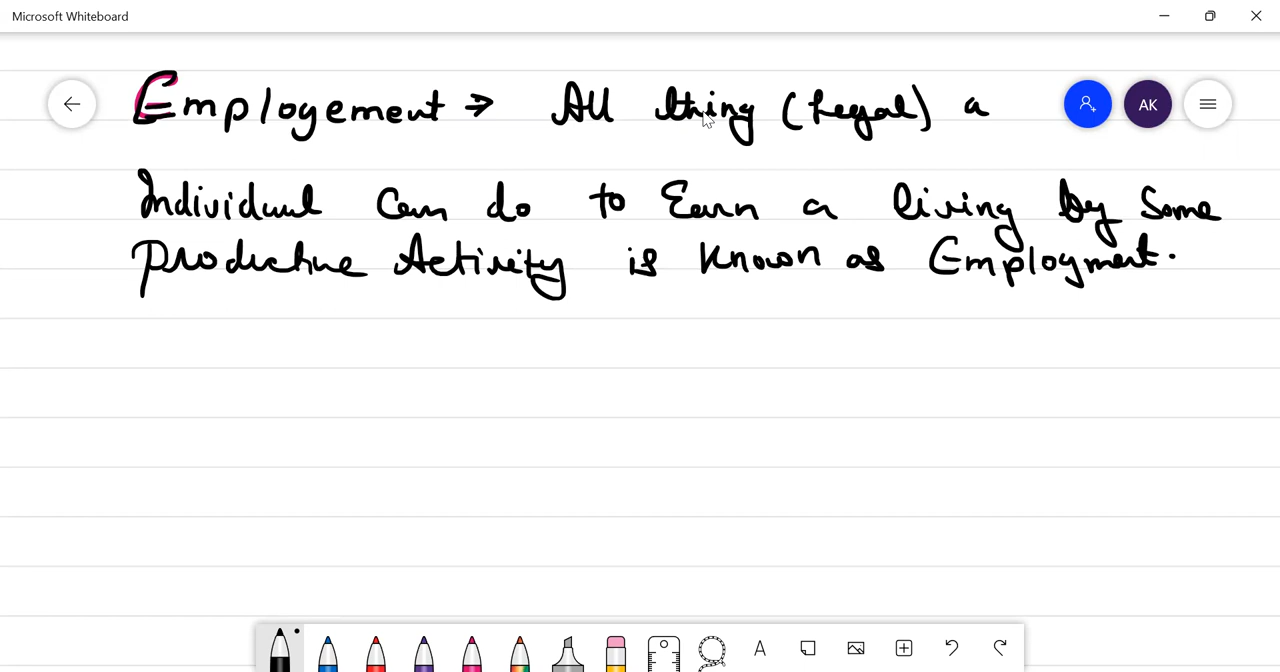 Microsoft Whiteboard
Employement → All thing (Legal) a
AK
Individual Can do to Earn a living by Some
Productive Activity is Known as Employment.
A